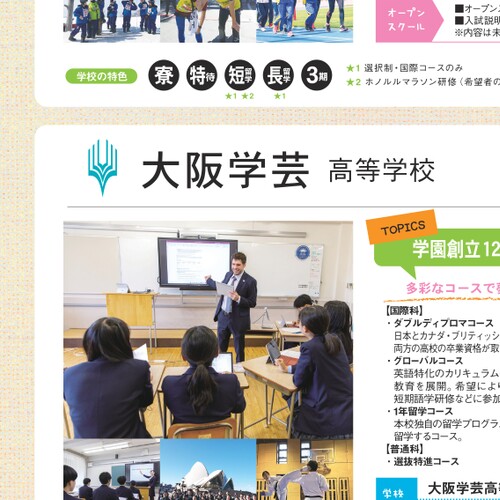 オープン
スクール
■オープン
■入試説明
※内容は未
学校の特色
寮 特待 短留学 長留学 3期
★1 ★2 ★1
★1 選択制・国際コースのみ
★2 ホノルルマラソン研修（希望者の
大阪学芸 高等学校
TOPICS
学園創立12
多彩なコースで
【国際科】
・ダブルディプロマコース
日本とカナダ・ブリティッシ
両方の高校の卒業資格が取
・グローバルコース
英語特化のカリキュラム
教育を展開。希望により
短期語学研修などに参加
・1年留学コース
本校独自の留学プログラ
留学するコース。
【普通科】
・選抜特進コース
学校
大阪学芸高